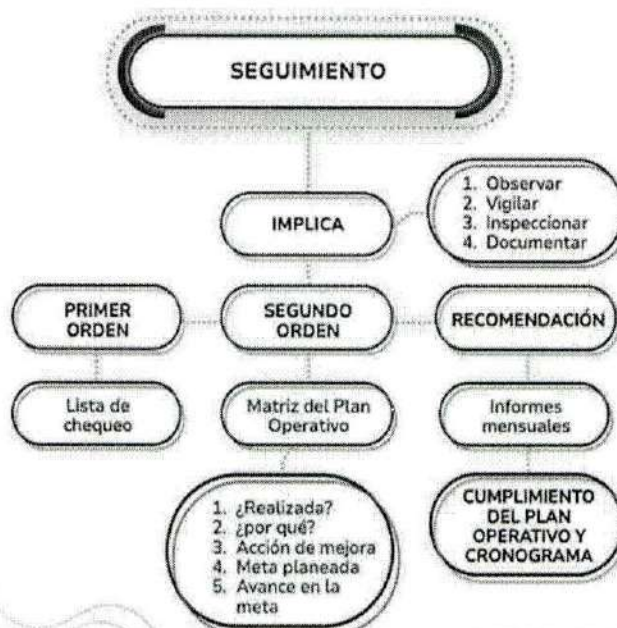 SEGUIMIENTO
IMPLICA
1. Observar
2. Vigilar
3. Inspeccionar
4. Documentar
PRIMER
ORDEN
SEGUNDO
ORDEN
RECOMENDACIÓN
Lista de
chequeo
Matriz del Plan
Operativo
Informes
mensuales
1. ¿Realizada?
2. ¿por qué?
3. Acción de mejora
4. Meta planeada
5. Avance en la
meta
CUMPLIMIENTO
DEL PLAN
OPERATIVO Y
CRONOGRAMA